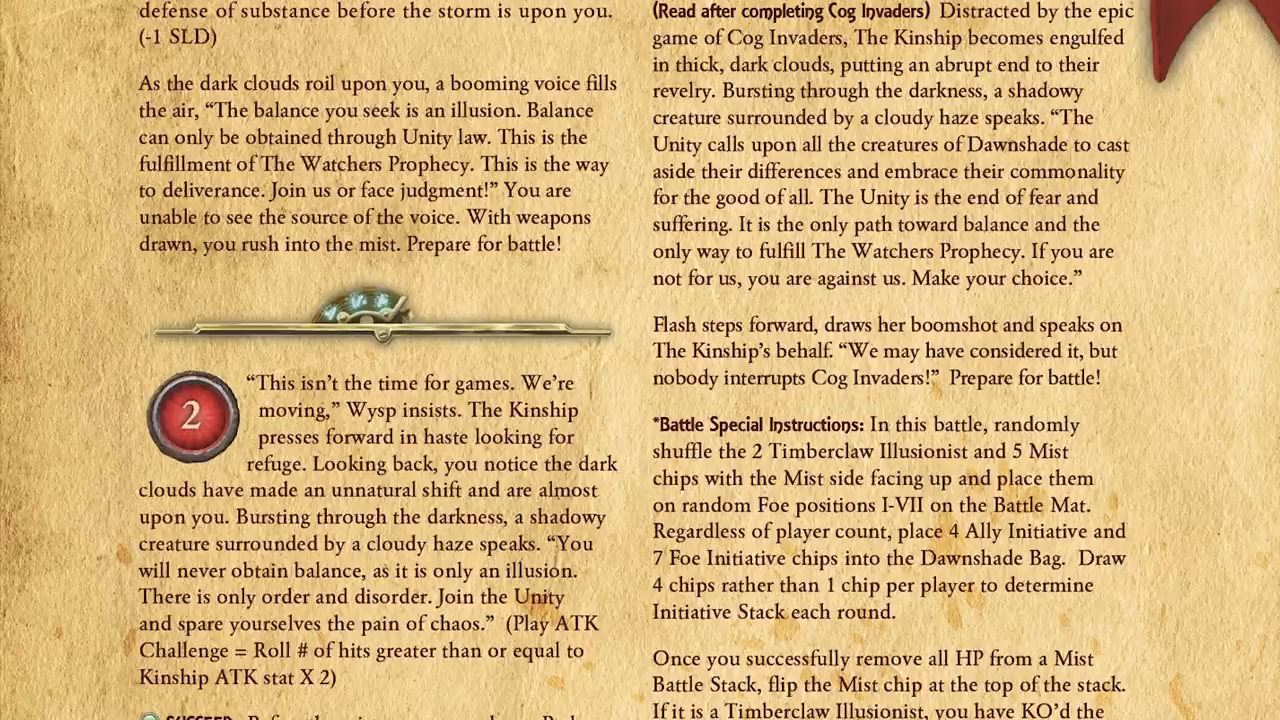 defense of substance before the storm is upon you.
(-1 SLD)
As the dark clouds roil upon you, a booming voice fills
the air, “The balance you seek is an illusion. Balance
can only be obtained through Unity law. This is the
fulfillment of The Watchers Prophecy. This is the way
to deliverance. Join us or face judgment!” You are
unable to see the source of the voice. With weapons
drawn, you rush into the mist. Prepare for battle!
2
“This isn't the time for games. We're
moving,” Wysp insists. The Kinship
presses forward in haste looking for
refuge. Looking back, you notice the dark
clouds have made an unnatural shift and are almost
upon you. Bursting through the darkness, a shadowy
creature surrounded by a cloudy haze speaks. “You
will never obtain balance, as it is only an illusion.
There is only order and disorder. Join the Unity
and spare yourselves the pain of chaos.” (Play ATK
Challenge = Roll # of hits greater than or equal to
Kinship ATK stat X 2)
SUCCEED:
(Read after completing Cog Invaders) Distracted by the epic
game of Cog Invaders, The Kinship becomes engulfed
in thick, dark clouds, putting an abrupt end to their
revelry. Bursting through the darkness, a shadowy
creature surrounded by a cloudy haze speaks. “The
Unity calls upon all the creatures of Dawnshade to cast
aside their differences and embrace their commonality
for the good of all. The Unity is the end of fear and
suffering. It is the only path toward balance and the
only way to fulfill The Watchers Prophecy. If you are
not for us, you are against us. Make your choice.”
Flash steps forward, draws her boomshot and speaks on
The Kinship's behalf. “We may have considered it, but
nobody interrupts Cog Invaders!” Prepare for battle!
*Battle Special Instructions: In this battle, randomly
shuffle the 2 Timberclaw Illusionist and 5 Mist
chips with the Mist side facing up and place them
on random Foe positions I-VII on the Battle Mat.
Regardless of player count, place 4 Ally Initiative and
7 Foe Initiative chips into the Dawnshade Bag. Draw
4 chips rather than 1 chip per player to determine
Initiative Stack each round.
Once you successfully remove all HP from a Mist
Battle Stack, flip the Mist chip at the top of the stack.
If it is a Timberclaw Illusionist, you have KO'd the